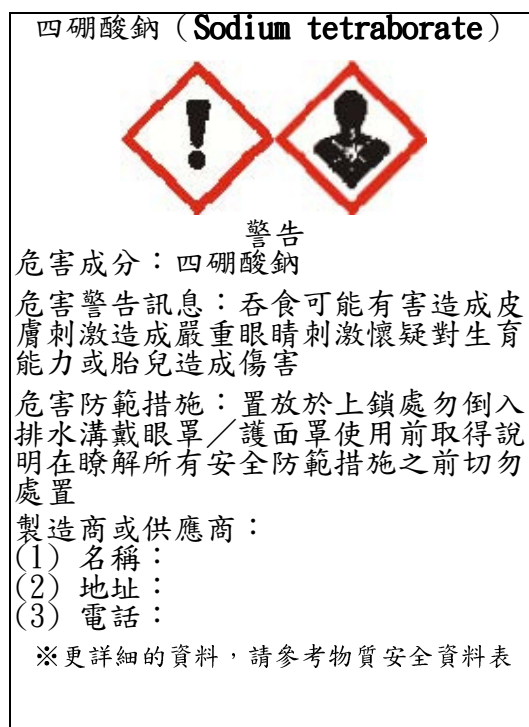 四硼酸鈉（Sodium tetraborate）
警告
危害成分：四硼酸鈉
危害警告訊息：吞食可能有害造成皮
膚刺激造成嚴重眼睛刺激懷疑對生育
能力或胎兒造成傷害
危害防範措施：置放於上鎖處勿倒入
排水溝戴眼罩／護面罩使用前取得說
明在瞭解所有安全防範措施之前切勿
處置
製造商或供應商：
(1) 名稱：
(2) 地址：
(3) 電話：
※更詳細的資料，請參考物質安全資料表